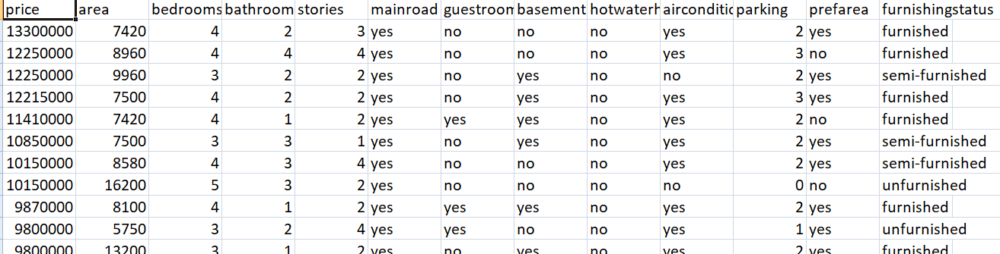 price area bedrooms bathroom stories mainroad guestroom basement hotwaterh airconditic parking prefarea furnishingstatus
13300000 7420 4 2 3 yes no no no yes 2 yes furnished
12250000 8960 4 4 4 yes no no no yes 3 no furnished
12250000 9960 3 2 2 yes no yes no no 2 yes semi-furnished
12215000 7500 4 2 2 yes no yes no yes 3 yes furnished
11410000 7420 4 1 2 yes yes yes no yes 2 no furnished
10850000 7500 3 3 1 yes no yes no yes 2 yes semi-furnished
10150000 8580 4 3 4 yes no no no yes 2 yes semi-furnished
10150000 16200 5 3 2 yes no no no no 0 no unfurnished
9870000 8100 4 1 2 yes yes yes no yes 2 yes furnished
9800000 5750 3 2 4 yes yes no no yes 1 yes unfurnished
9800000 13200 3 1 2 yes no yes no yes 2 yes furnished